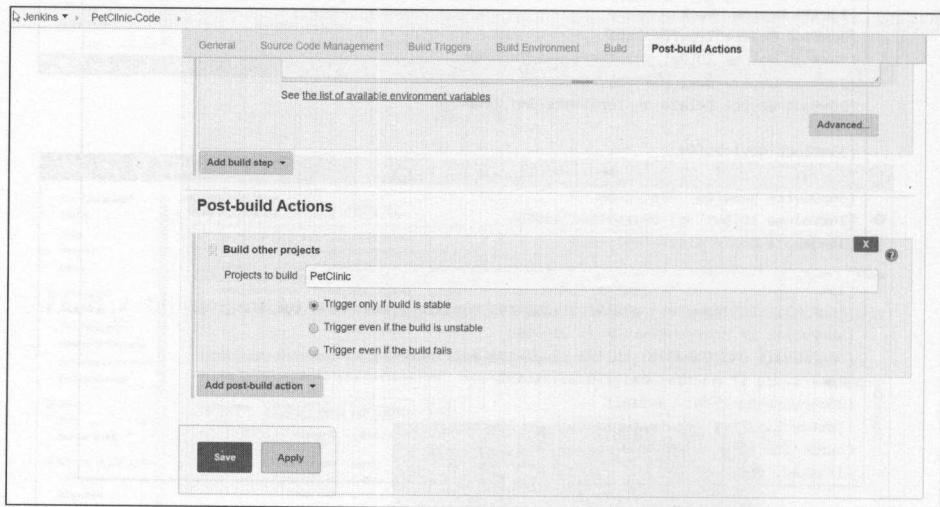 Jenkins
PetClinic-Code
General Source Code Management Build Triggers Build Environment Build Post-build Actions
See the list of available environment variables
Advanced...
Add build step
Post-build Actions
Build other projects
X
?
Projects to build PetClinic
Trigger only if build is stable
Trigger even if the build is unstable
Trigger even if the build fails
Add post-build action
Save Apply